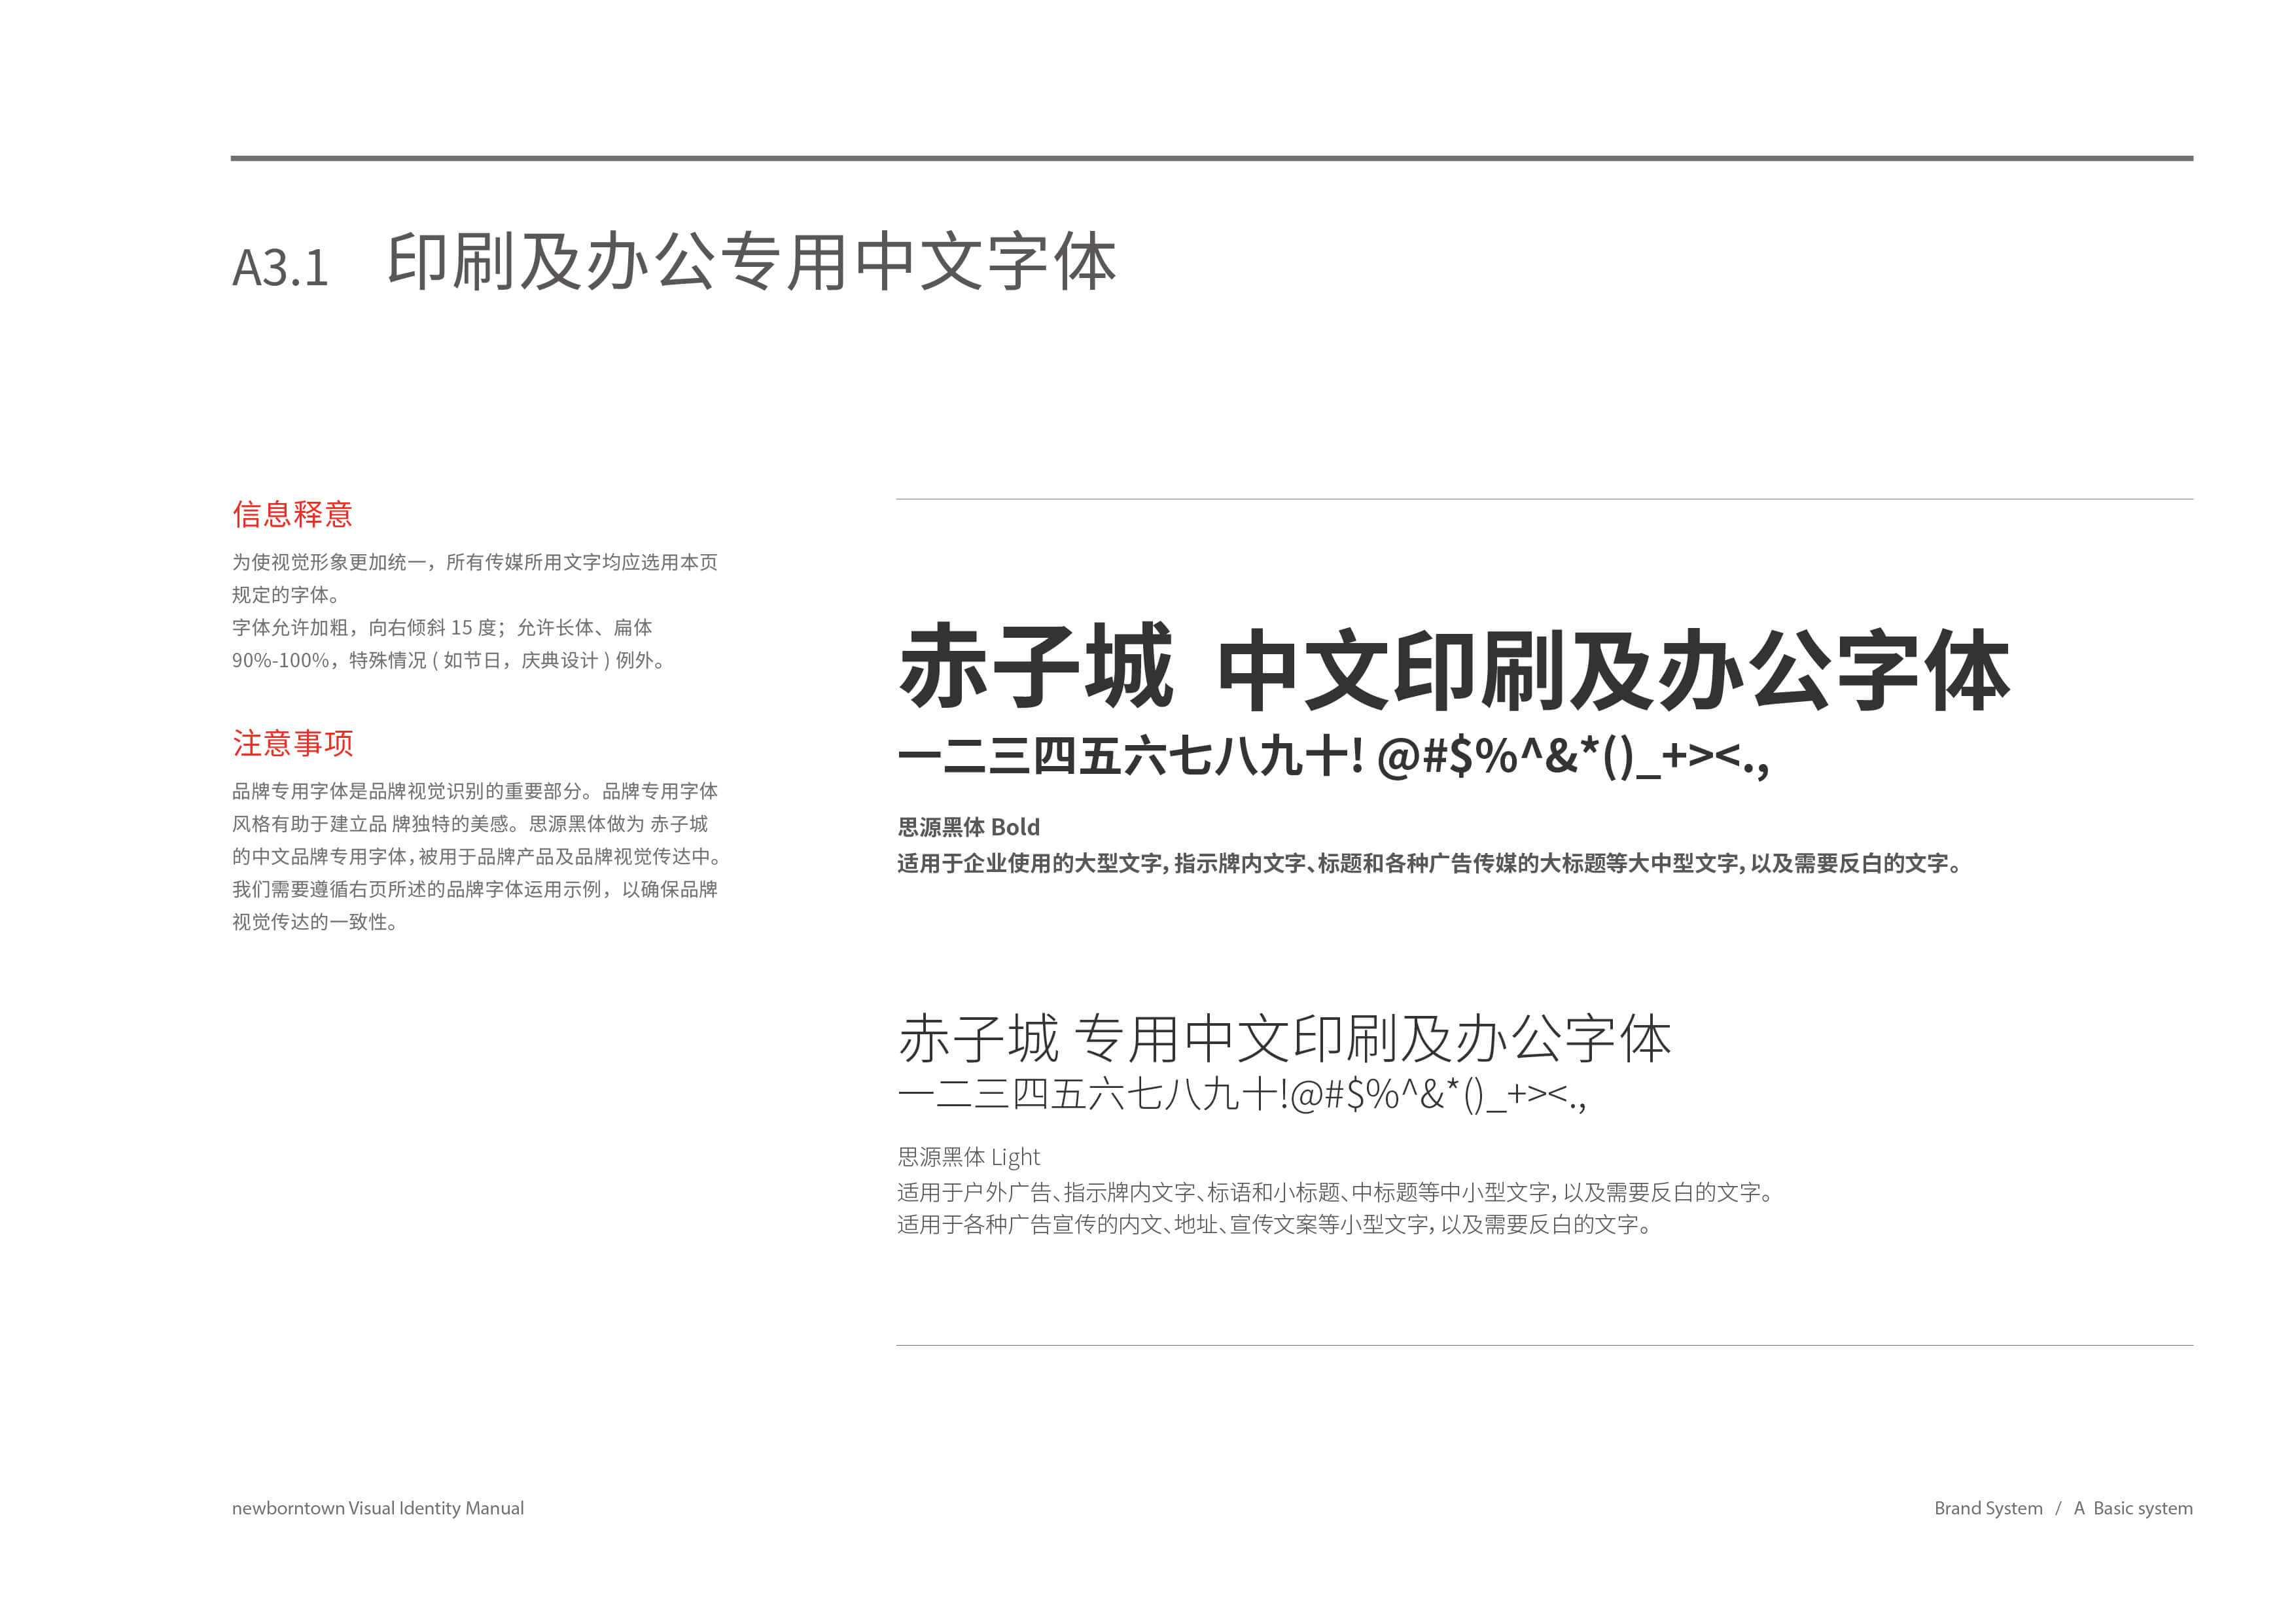 A3.1 印刷及办公专用中文字体
信息释意
为使视觉形象更加统一，所有传媒所用文字均应选用本页
规定的字体。
字体允许加粗，向右倾斜 15 度；允许长体、扁体
90%-100%，特殊情况 ( 如节日，庆典设计 ) 例外。
注意事项
品牌专用字体是品牌视觉识别的重要部分。品牌专用字体
风格有助于建立品 牌独特的美感。思源黑体做为 赤子城
的中文品牌专用字体，被用于品牌产品及品牌视觉传达中。
我们需要遵循右页所述的品牌字体运用示例，以确保品牌
视觉传达的一致性。
赤子城 中文印刷及办公字体
一二三四五六七八九十! @#$%^&*()_+><.,
思源黑体 Bold
适用于企业使用的大型文字，指示牌内文字、标题和各种广告传媒的大标题等大中型文字，以及需要反白的文字。
赤子城 专用中文印刷及办公字体
一二三四五六七八九十!@#$%^&*()_+><.,
思源黑体 Light
适用于户外广告、指示牌内文字、标语和小标题、中标题等中小型文字，以及需要反白的文字。
适用于各种广告宣传的内文、地址、宣传文案等小型文字，以及需要反白的文字。
newborntown Visual Identity Manual
Brand System / A Basic system